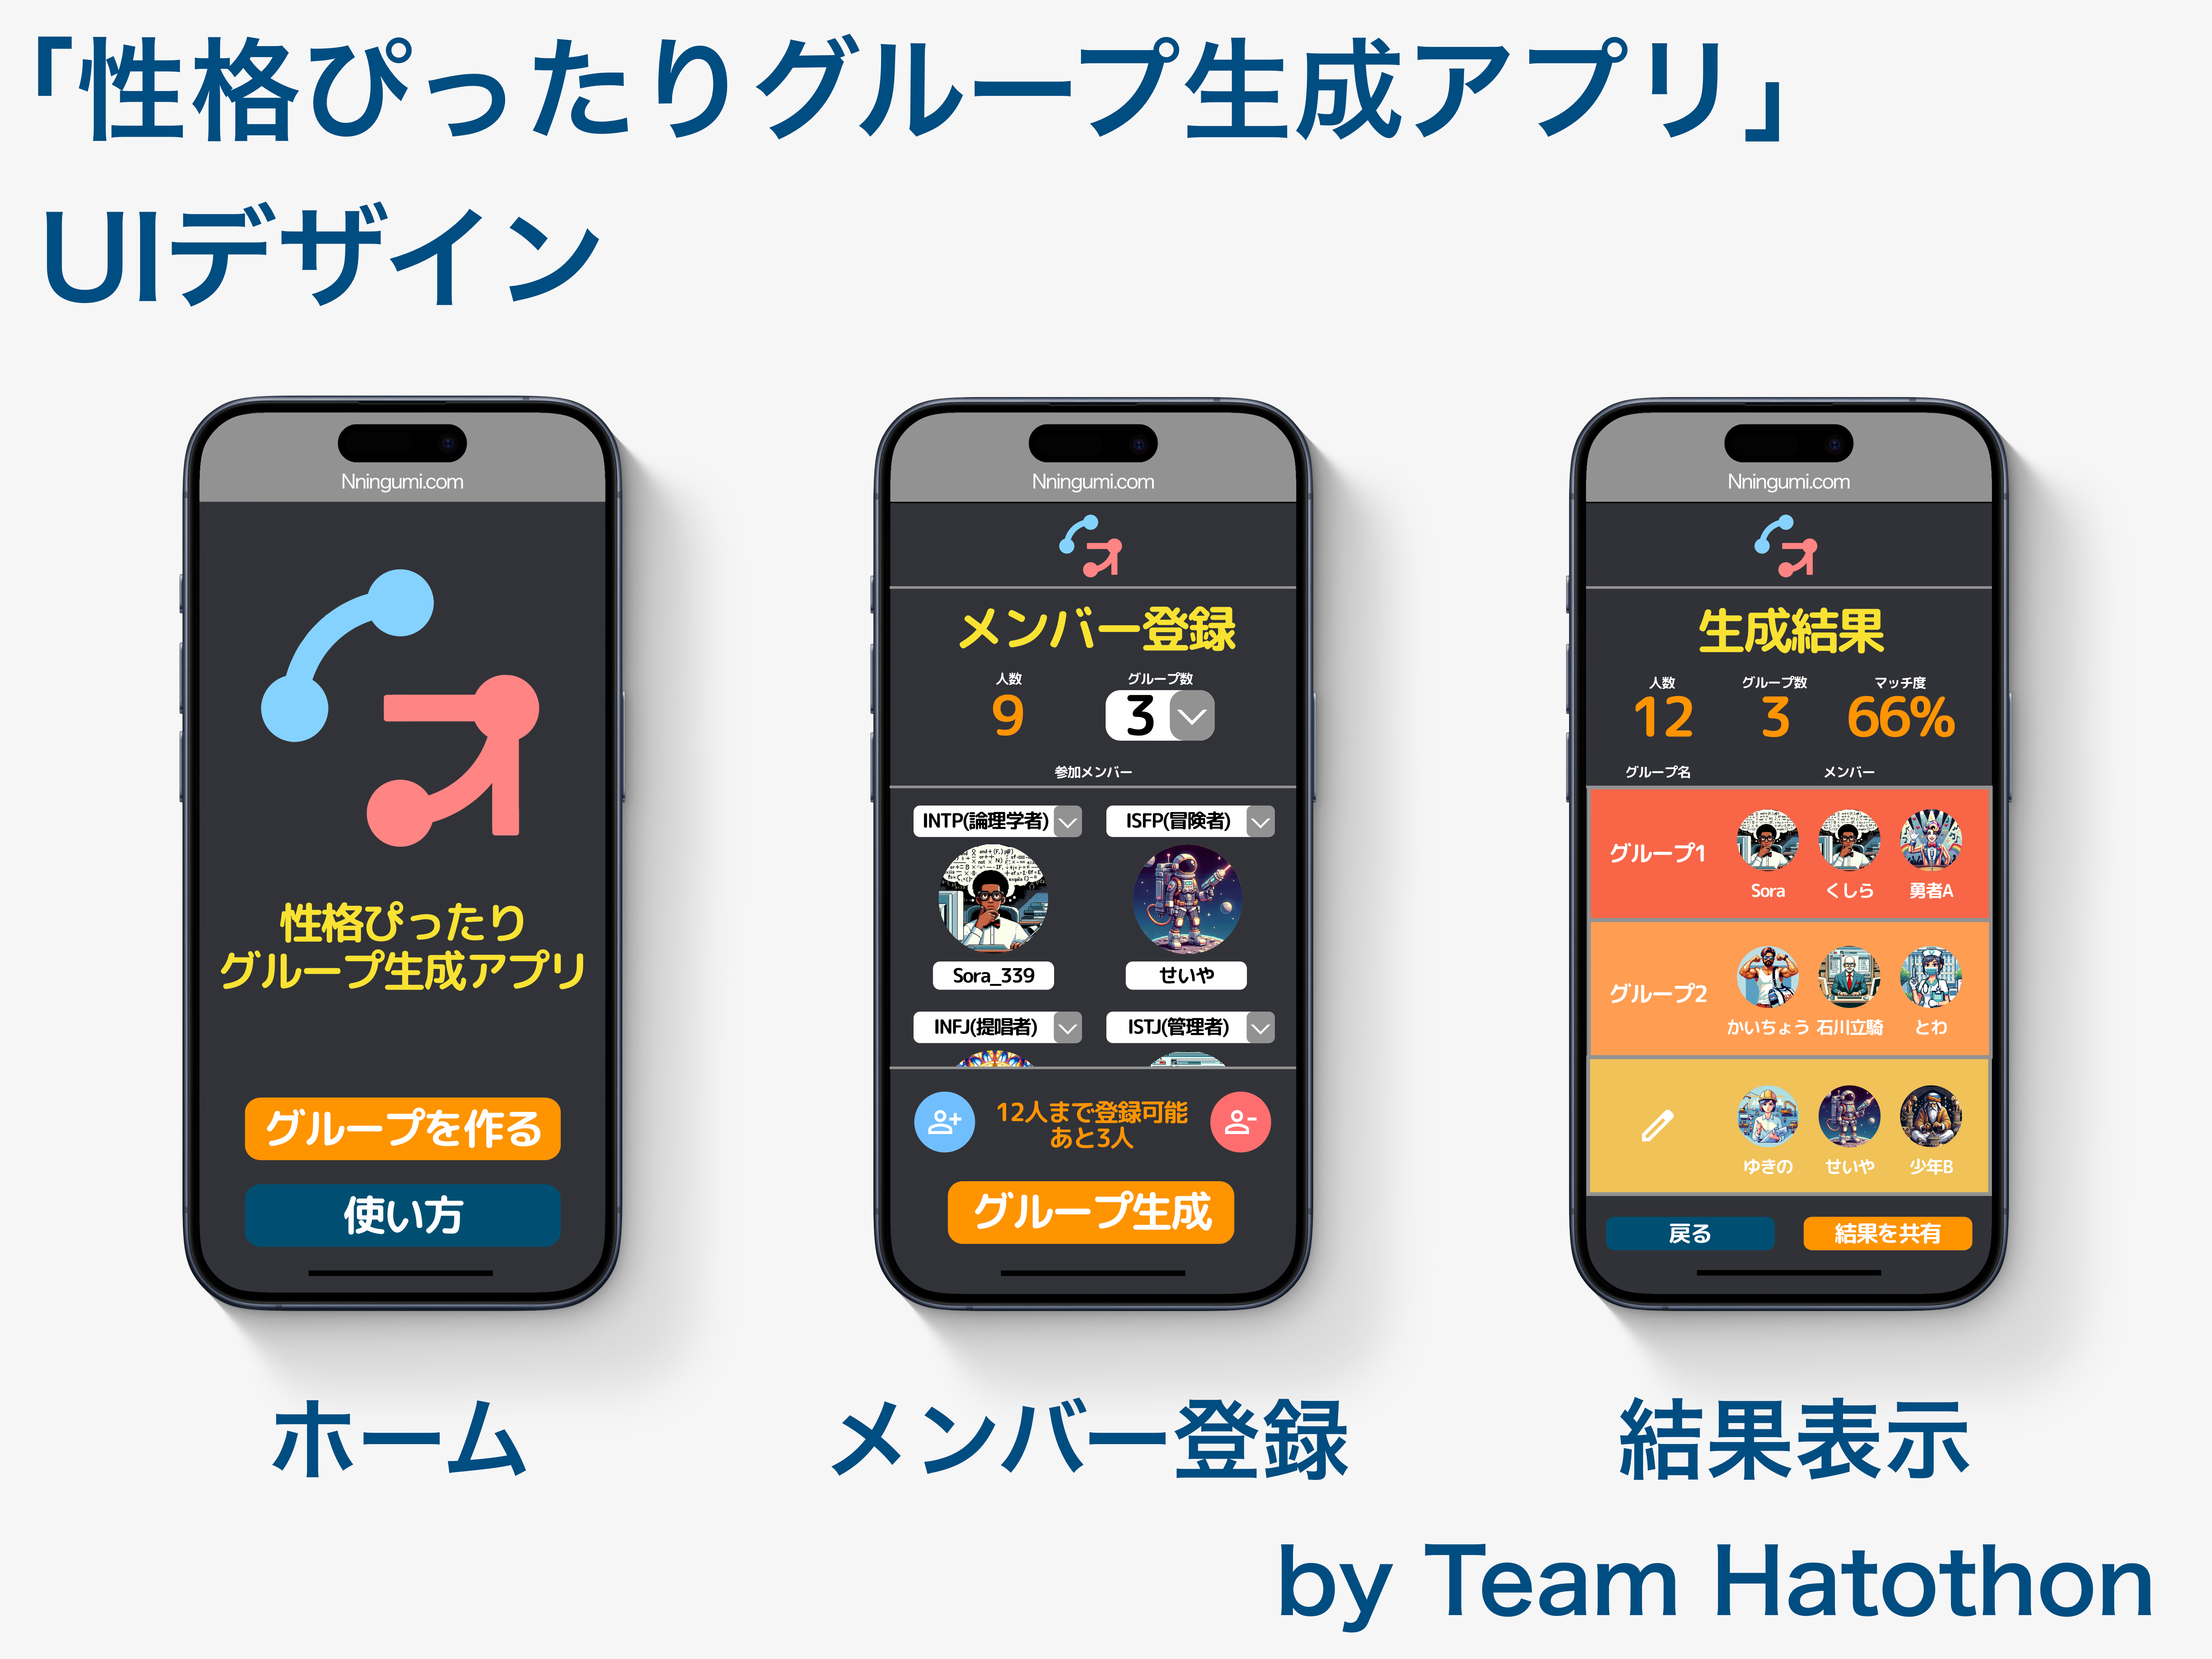 「性格ぴったりグループ生成アプリ」
UIデザイン
Nningumi.com
性格ぴったり
グループ生成アプリ
グループを作る
使い方
ホーム
Nningumi.com
メンバー登録
人数
グループ数
9
3
参加メンバー
INTP(論理学者)
ISFP(冒険者)
Sora_339
せいや
INFJ(提唱者)
ISTJ(管理者)
12人まで登録可能
あと3人
グループ生成
メンバー登録
Nningumi.com
生成結果
人数
グループ数
マッチ度
12
3
66%
グループ名
メンバー
グループ1
Sora
くしら
勇者A
グループ2
かいちょう
石川立騎
とわ
ゆきの
せいや
少年B
戻る
結果を共有
結果表示
by Team Hatothon